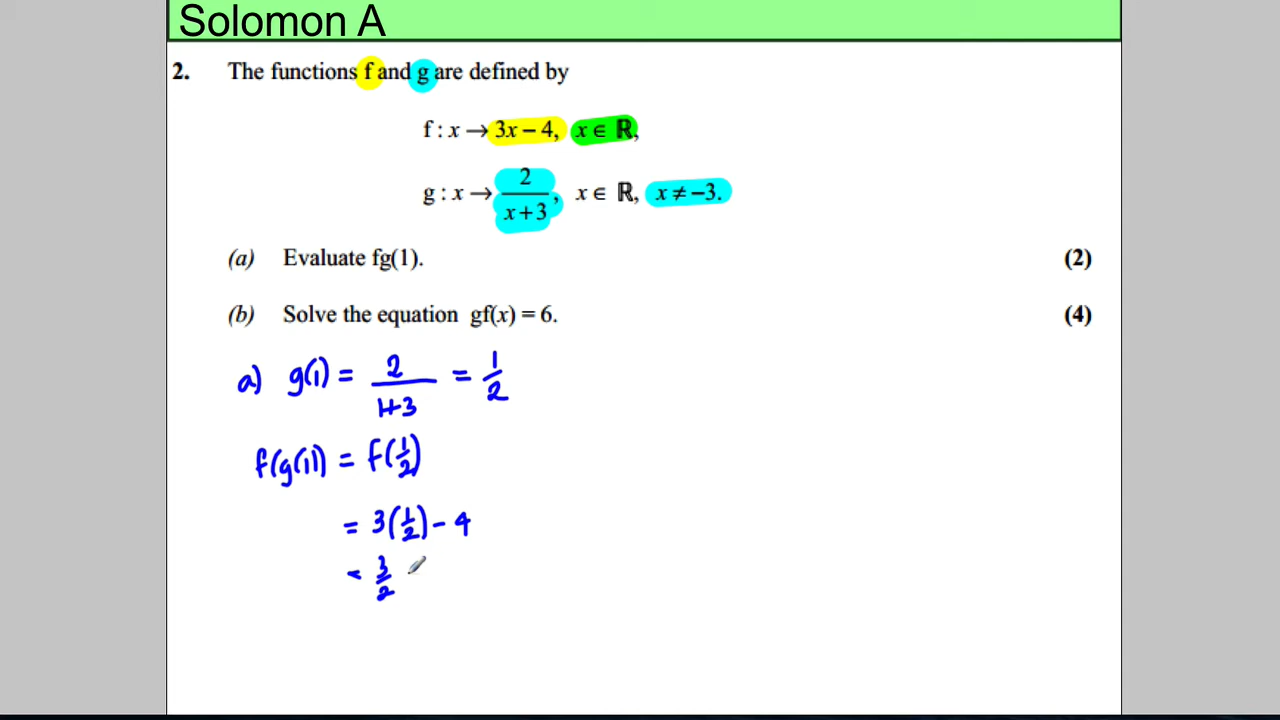 Solomon A
2. The functions f and g are defined by
f : x → 3x – 4, x ∈ ℝ,
g : x → 2/(x + 3), x ∈ ℝ, x ≠ –3.
(a) Evaluate fg(1). (2)
(b) Solve the equation gf(x) = 6. (4)
a) g(1) = 2/(1+3) = 1/2
f(g(1)) = f(1/2)
= 3(1/2) - 4
= 3/2